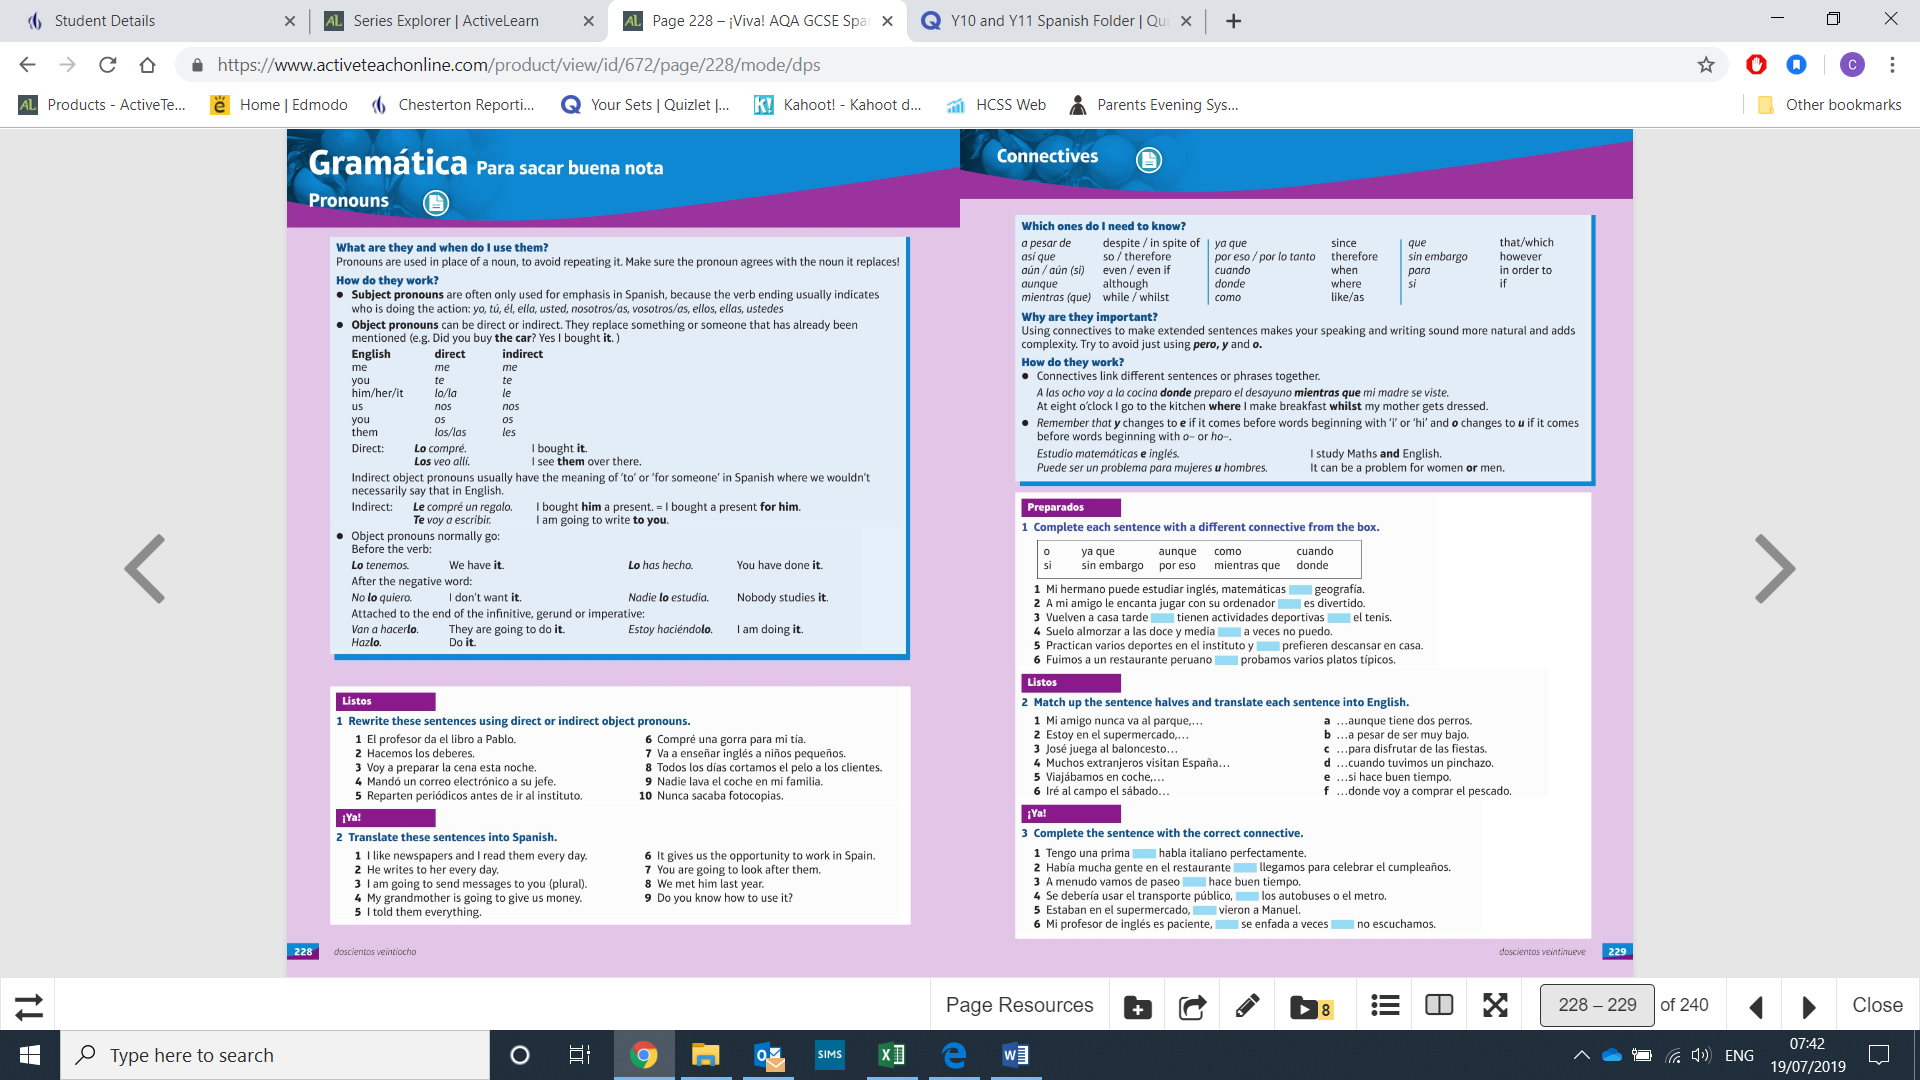 Student Details
Series Explorer | ActiveLearn
Page 228 – ¡Viva! AQA GCSE Spa
Y10 and Y11 Spanish Folder | Qui
https://www.activeteachonline.com/product/view/id/672/page/228/mode/dps
C
Products - ActiveTe...
Home | Edmodo
Chesterton Reporti...
Your Sets | Quizlet |...
Kahoot! - Kahoot d...
HCSS Web
Parents Evening Sys...
Other bookmarks
Gramática Para sacar buena nota
Pronouns
What are they and when do I use them?
Pronouns are used in place of a noun, to avoid repeating it. Make sure the pronoun agrees with the noun it replaces!
How do they work?
● Subject pronouns are often only used for emphasis in Spanish, because the verb ending usually indicates
who is doing the action: yo, tú, él, ella, usted, nosotros/as, vosotros/as, ellos, ellas, ustedes
● Object pronouns can be direct or indirect. They replace something or someone that has already been
mentioned (e.g. Did you buy the car? Yes I bought it. )
English direct indirect
me me me
you te te
him/her/it lo/la le
us nos nos
you os os
them los/las les
Direct: Lo compré. I bought it.
Los veo allí. I see them over there.
Indirect object pronouns usually have the meaning of 'to' or 'for someone' in Spanish where we wouldn't
necessarily say that in English.
Indirect: Le compré un regalo. I bought him a present. = I bought a present for him.
Te voy a escribir. I am going to write to you.
● Object pronouns normally go:
Before the verb:
Lo tenemos. We have it. Lo has hecho. You have done it.
After the negative word:
No lo quiero. I don't want it. Nadie lo estudia. Nobody studies it.
Attached to the end of the infinitive, gerund or imperative:
Van a hacerlo. They are going to do it. Estoy haciéndolo. I am doing it.
Hazlo. Do it.
Listos
1 Rewrite these sentences using direct or indirect object pronouns.
1 El profesor da el libro a Pablo.
2 Hacemos los deberes.
3 Voy a preparar la cena esta noche.
4 Mandó un correo electrónico a su jefe.
5 Reparten periódicos antes de ir al instituto.
6 Compré una gorra para mi tía.
7 Va a enseñar inglés a niños pequeños.
8 Todos los días cortamos el pelo a los clientes.
9 Nadie lava el coche en mi familia.
10 Nunca sacaba fotocopias.
¡Ya!
2 Translate these sentences into Spanish.
1 I like newspapers and I read them every day.
2 He writes to her every day.
3 I am going to send messages to you (plural).
4 My grandmother is going to give us money.
5 I told them everything.
6 It gives us the opportunity to work in Spain.
7 You are going to look after them.
8 We met him last year.
9 Do you know how to use it?
228 doscientos veintiocho
Connectives
Which ones do I need to know?
a pesar de despite / in spite of ya que since que that/which
así que so / therefore por eso / por lo tanto therefore sin embargo however
aún / aún (si) even / even if cuando when para in order to
aunque although donde where si if
mientras (que) while / whilst como like/as
Why are they important?
Using connectives to make extended sentences makes your speaking and writing sound more natural and adds
complexity. Try to avoid just using pero, y and o.
How do they work?
● Connectives link different sentences or phrases together.
A las ocho voy a la cocina donde preparo el desayuno mientras que mi madre se viste.
At eight o'clock I go to the kitchen where I make breakfast whilst my mother gets dressed.
● Remember that y changes to e if it comes before words beginning with 'i' or 'hi' and o changes to u if it comes
before words beginning with o– or ho–.
Estudio matemáticas e inglés. I study Maths and English.
Puede ser un problema para mujeres u hombres. It can be a problem for women or men.
Preparados
1 Complete each sentence with a different connective from the box.
o ya que aunque como cuando
si sin embargo por eso mientras que donde
1 Mi hermano puede estudiar inglés, matemáticas geografía.
2 A mi amigo le encanta jugar con su ordenador es divertido.
3 Vuelven a casa tarde tienen actividades deportivas el tenis.
4 Suelo almorzar a las doce y media a veces no puedo.
5 Practican varios deportes en el instituto y prefieren descansar en casa.
6 Fuimos a un restaurante peruano probamos varios platos típicos.
Listos
2 Match up the sentence halves and translate each sentence into English.
1 Mi amigo nunca va al parque,...
2 Estoy en el supermercado,...
3 José juega al baloncesto...
4 Muchos extranjeros visitan España...
5 Viajábamos en coche,...
6 Iré al campo el sábado...
a ...aunque tiene dos perros.
b ...a pesar de ser muy bajo.
c ...para disfrutar de las fiestas.
d ...cuando tuvimos un pinchazo.
e ...si hace buen tiempo.
f ...donde voy a comprar el pescado.
¡Ya!
3 Complete the sentence with the correct connective.
1 Tengo una prima habla italiano perfectamente.
2 Había mucha gente en el restaurante llegamos para celebrar el cumpleaños.
3 A menudo vamos de paseo hace buen tiempo.
4 Se debería usar el transporte público, los autobuses o el metro.
5 Estaban en el supermercado, vieron a Manuel.
6 Mi profesor de inglés es paciente, se enfada a veces no escuchamos.
doscientos veintinueve 229
Page Resources
8
228 – 229 of 240
Close
Type here to search
SIMS
ENG
07:42
19/07/2019